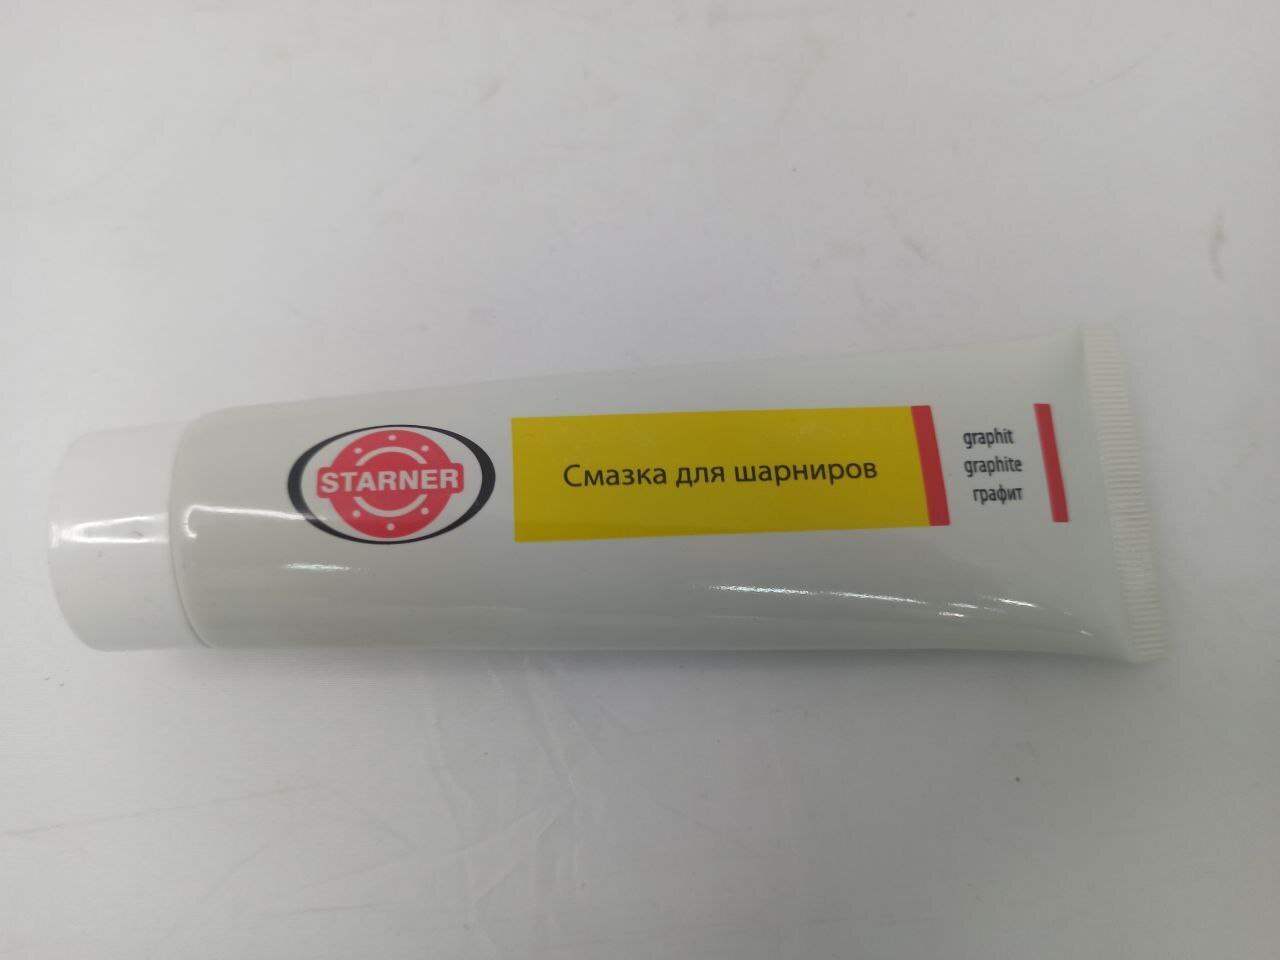 STARNER
Смазка для шарниров
graphit
graphite
графит